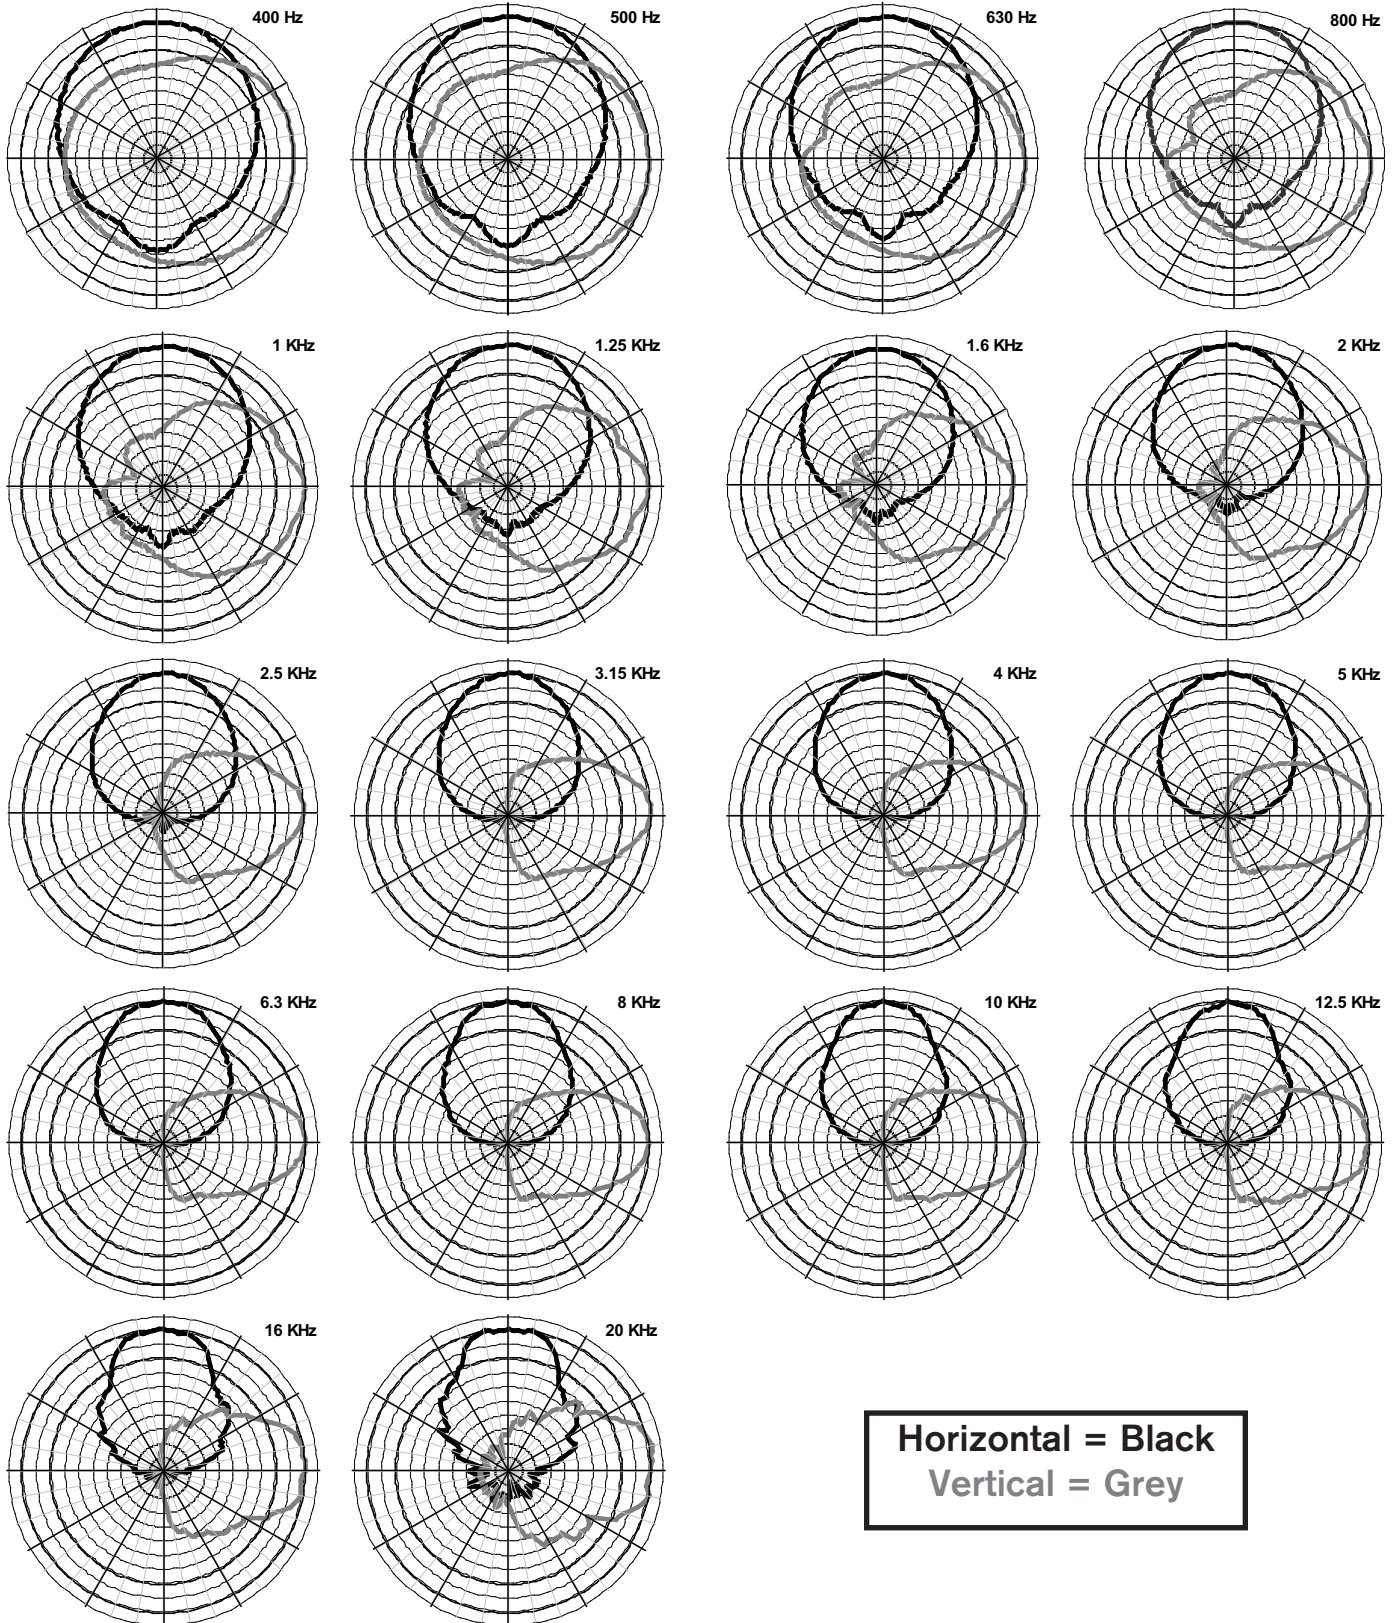 400 Hz
500 Hz
630 Hz
800 Hz
1 KHz
1.25 KHz
1.6 KHz
2 KHz
2.5 KHz
3.15 KHz
4 KHz
5 KHz
6.3 KHz
8 KHz
10 KHz
12.5 KHz
16 KHz
20 KHz
Horizontal = Black
Vertical = Grey